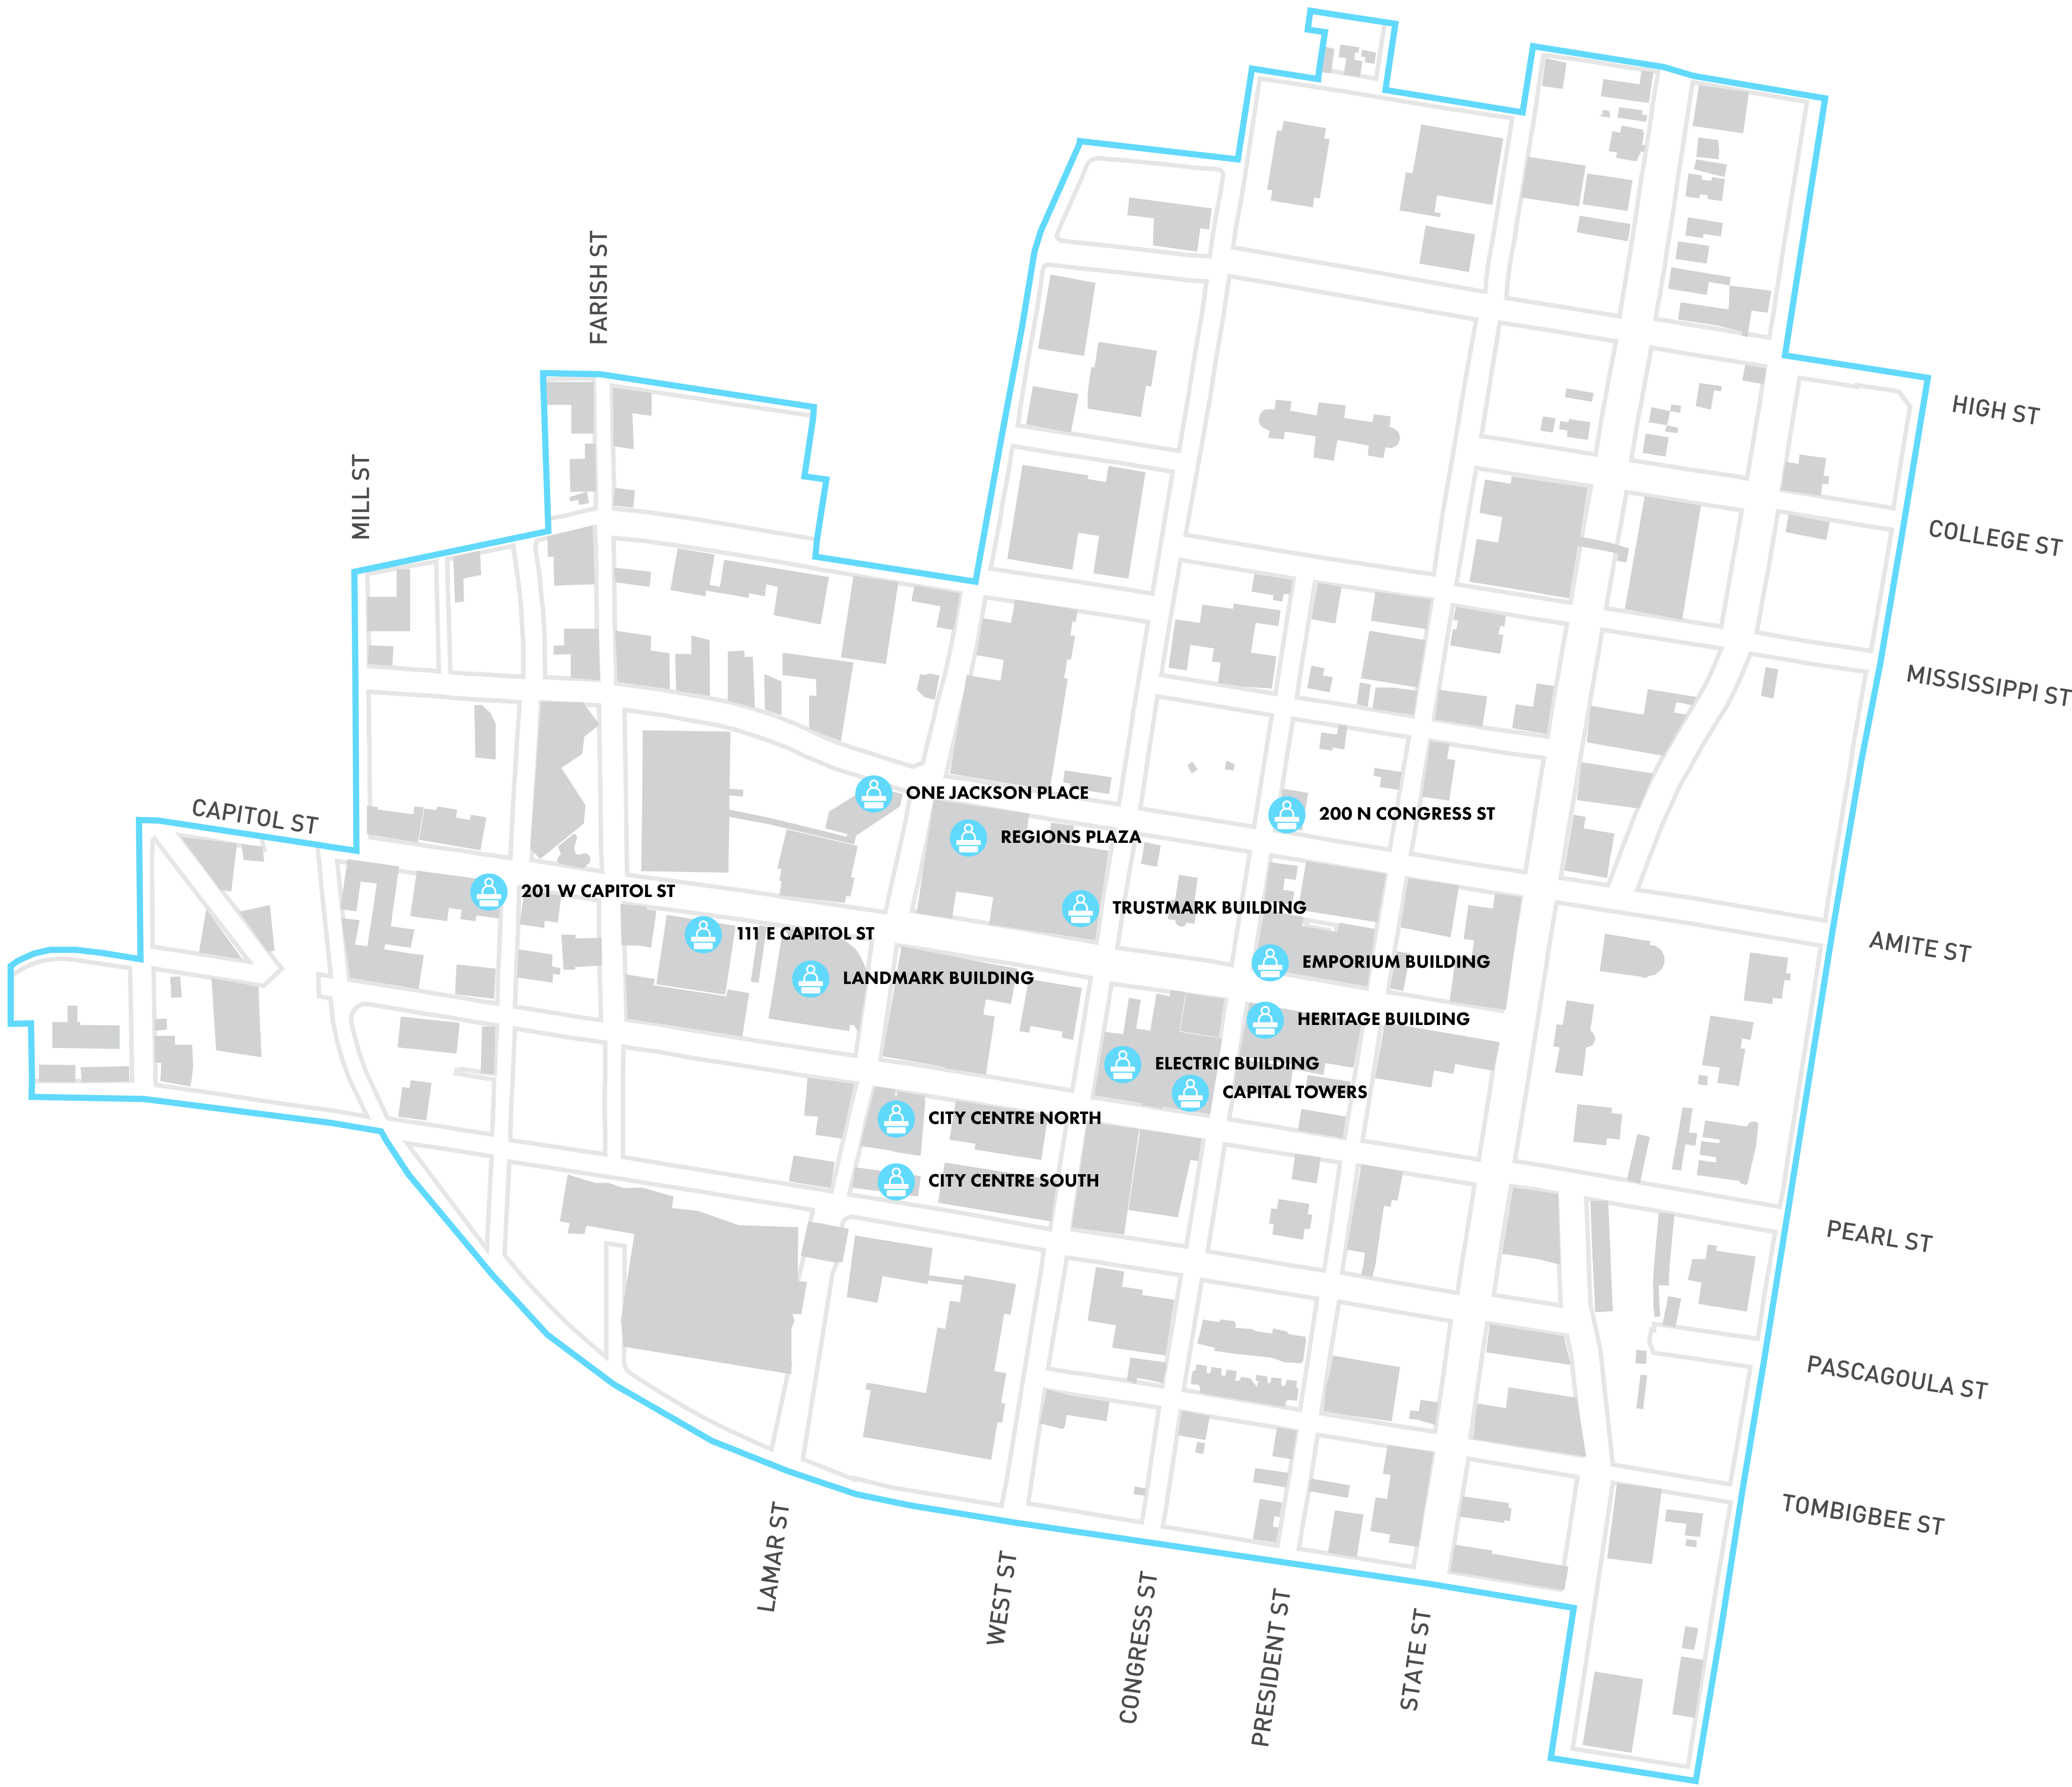 FARISH ST
HIGH ST
MILL ST
COLLEGE ST
MISSISSIPPI ST
ONE JACKSON PLACE
CAPITOL ST
200 N CONGRESS ST
REGIONS PLAZA
201 W CAPITOL ST
TRUSTMARK BUILDING
111 E CAPITOL ST
AMITE ST
EMPORIUM BUILDING
LANDMARK BUILDING
HERITAGE BUILDING
ELECTRIC BUILDING
CAPITAL TOWERS
CITY CENTRE NORTH
CITY CENTRE SOUTH
PEARL ST
PASCAGOULA ST
TOMBIGBEE ST
LAMAR ST
WEST ST
CONGRESS ST
PRESIDENT ST
STATE ST